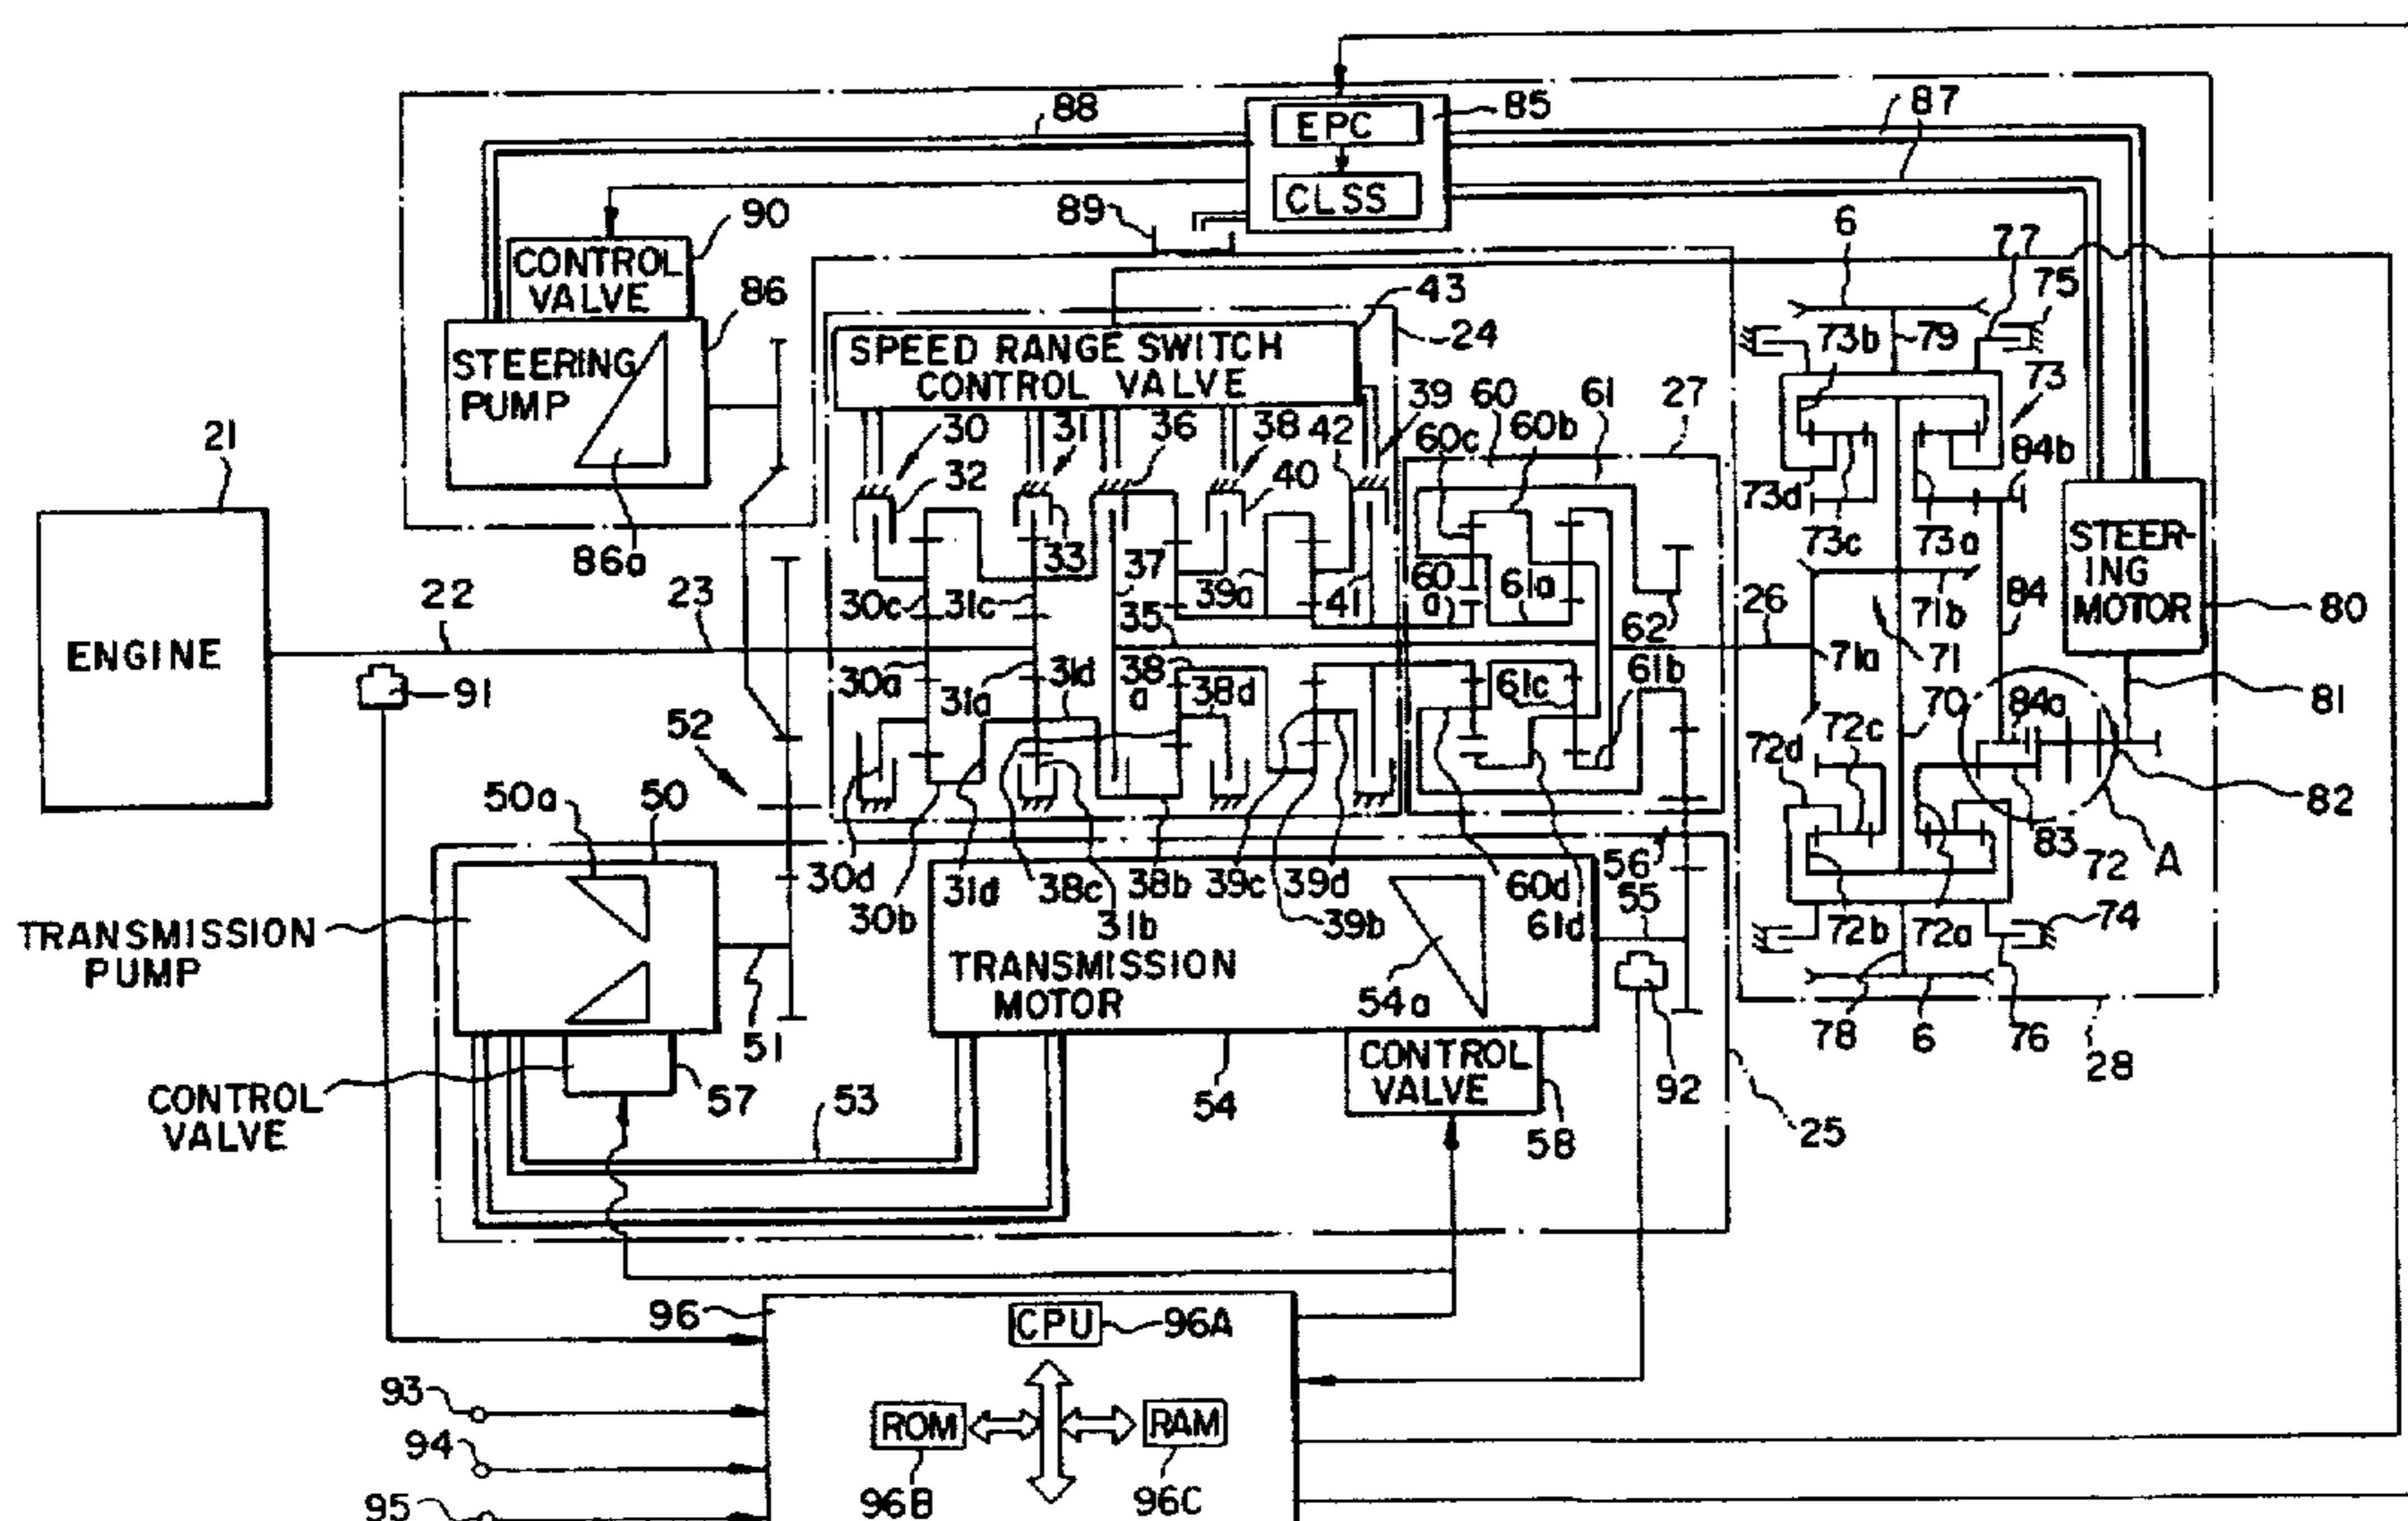 88
EPC
85
87
CLSS
89
90
6
77
CONTROL
VALVE
86
43
75
SPEED RANGE SWITCH
CONTROL VALVE
24
73b
79
STEERING
PUMP
73
39
27
21
30
31
36
38
42
60
61
60c
60b
84b
32
40
73d
86a
33
73c
73a
STEER-
ING
MOTOR
22
23
30c
31c
37
39a
41
60
a
61a
26
71b
84
80
ENGINE
35
62
71a
71
91
30a
31a
31d
38
a
38d
61c
61b
81
52
70
84a
72d
72c
82
50a
50
30d
30b
31d
38c
31b
38b
39c
39b
39d
60d
61d
56
55
83
72
A
TRANSMISSION
PUMP
TRANSMISSION
MOTOR
54a
72b
72a
74
51
92
78
6
76
28
CONTROL
VALVE
57
53
54
CONTROL
VALVE
58
25
96
CPU
96A
93
94
ROM
RAM
95
96B
96C